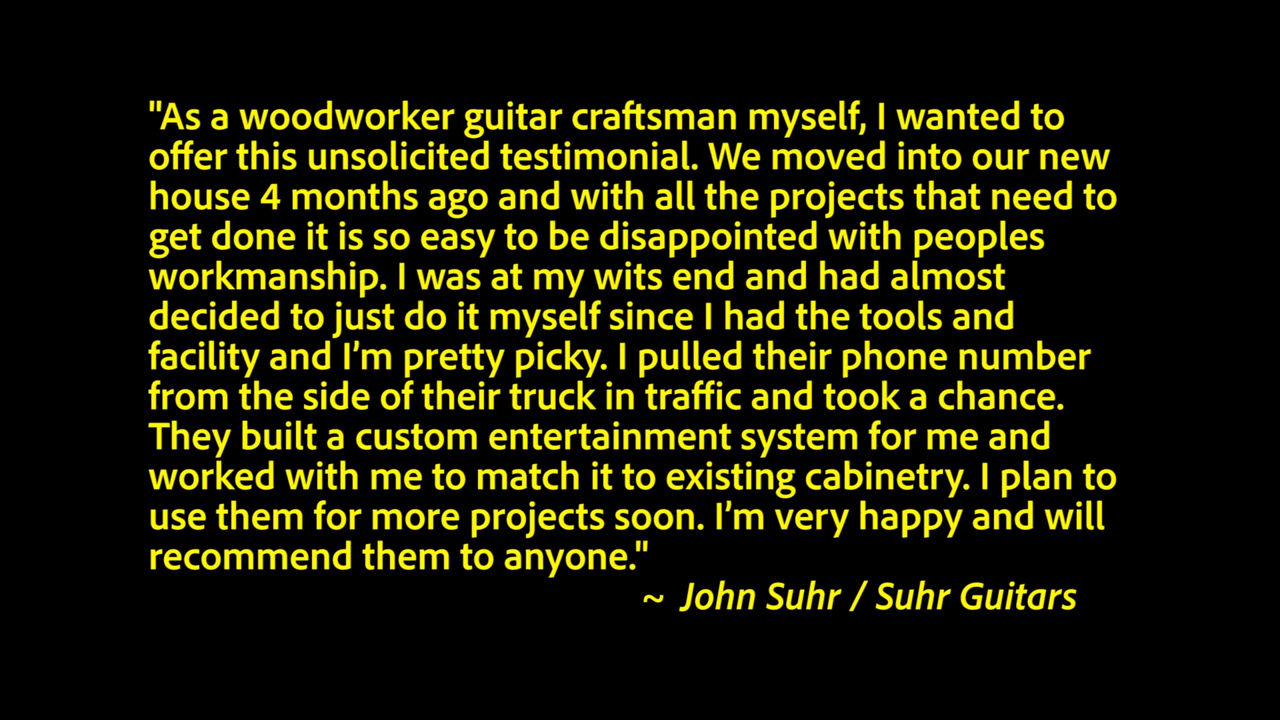 "As a woodworker guitar craftsman myself, I wanted to
offer this unsolicited testimonial. We moved into our new
house 4 months ago and with all the projects that need to
get done it is so easy to be disappointed with peoples
workmanship. I was at my wits end and had almost
decided to just do it myself since I had the tools and
facility and I’m pretty picky. I pulled their phone number
from the side of their truck in traffic and took a chance.
They built a custom entertainment system for me and
worked with me to match it to existing cabinetry. I plan to
use them for more projects soon. I’m very happy and will
recommend them to anyone."
~ John Suhr / Suhr Guitars